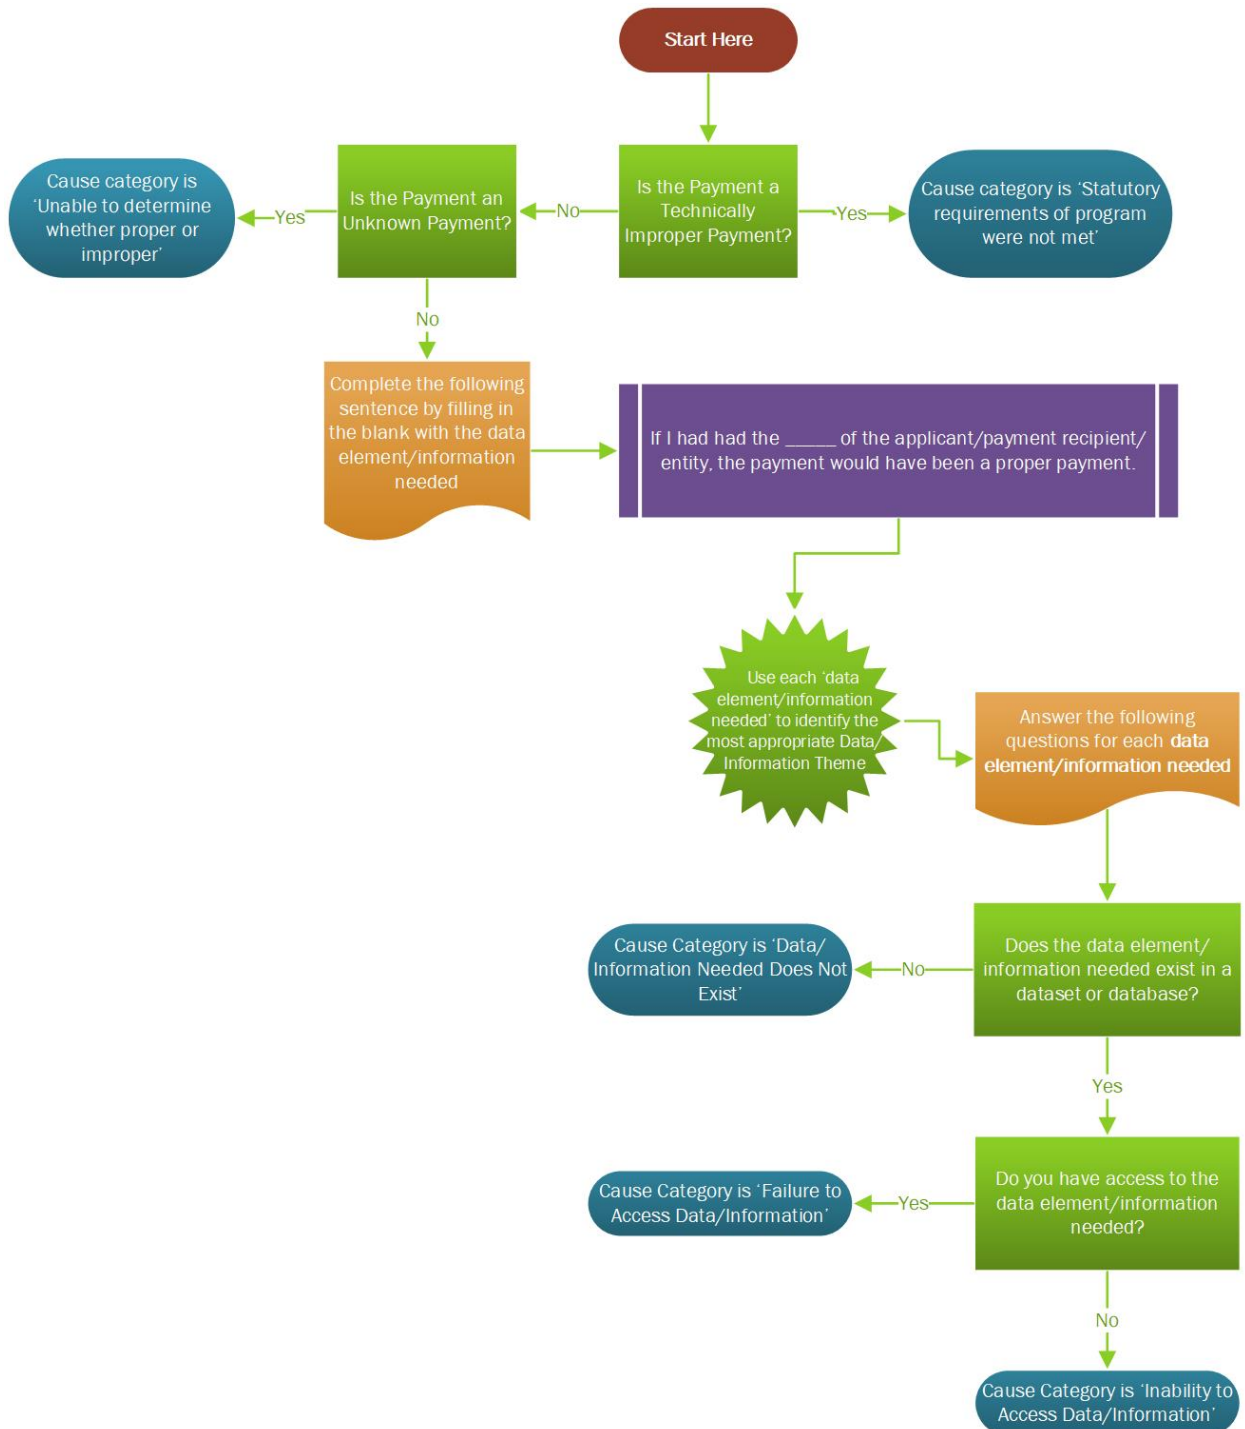 Start Here
Cause category is
‘Unable to determine
whether proper or
improper’
Yes
Is the Payment an
Unknown Payment?
No
Is the Payment a
Technically
Improper Payment?
Yes
Cause category is ‘Statutory
requirements of program
were not met’
No
Complete the following
sentence by filling in
the blank with the data
element/information
needed
If I had had the _____ of the applicant/payment recipient/
entity, the payment would have been a proper payment.
Use each ‘data
element/information
needed’ to identify the
most appropriate Data/
Information Theme
Answer the following
questions for each data
element/information needed
Does the data element/
information needed exist in a
dataset or database?
No
Cause Category is ‘Data/
Information Needed Does Not
Exist’
Yes
Do you have access to the
data element/information
needed?
Yes
Cause Category is ‘Failure to
Access Data/Information’
No
Cause Category is ‘Inability to
Access Data/Information’